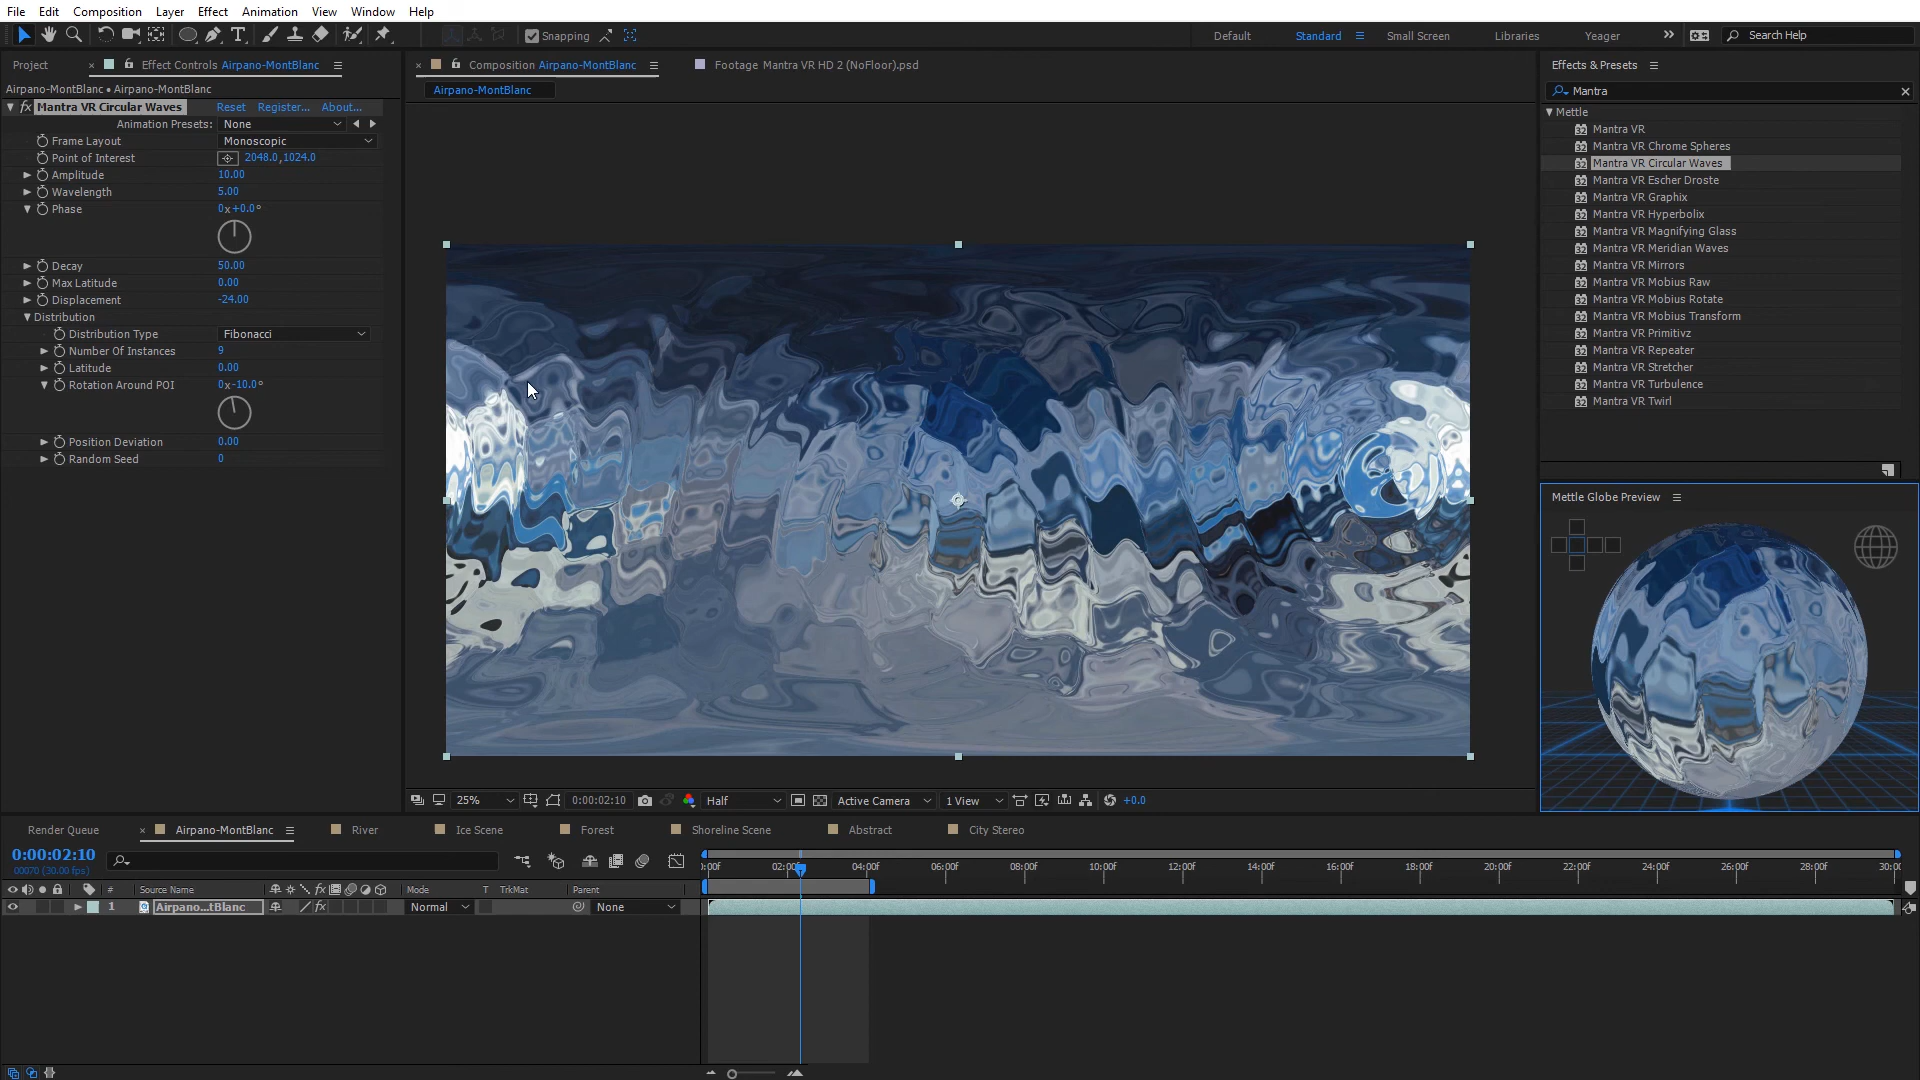 File Edit Composition Layer Effect Animation View Window Help
Snapping
Default Standard Small Screen Libraries Yeager Search Help
Project Effect Controls Airpano-MontBlanc
Composition Airpano-MontBlanc Footage Mantra VR HD 2 (NoFloor).psd
Airpano-MontBlanc • Airpano-MontBlanc
Airpano-MontBlanc
fx Mantra VR Circular Waves Reset Register... About...
Animation Presets: None
Frame Layout Monoscopic
Point of Interest 2048.0,1024.0
Amplitude 10.00
Wavelength 5.00
Phase 0x+0.0°
Decay 50.00
Max Latitude 0.00
Displacement -24.00
Distribution
Distribution Type Fibonacci
Number Of Instances 9
Latitude 0.00
Rotation Around POI 0x-10.0°
Position Deviation 0.00
Random Seed 0
Effects & Presets
Mantra
Mettle
Mantra VR
Mantra VR Chrome Spheres
Mantra VR Circular Waves
Mantra VR Escher Droste
Mantra VR Graphix
Mantra VR Hyperbolix
Mantra VR Magnifying Glass
Mantra VR Meridian Waves
Mantra VR Mirrors
Mantra VR Mobius Raw
Mantra VR Mobius Rotate
Mantra VR Mobius Transform
Mantra VR Primitivz
Mantra VR Repeater
Mantra VR Stretcher
Mantra VR Turbulence
Mantra VR Twirl
Mettle Globe Preview
25% 0:00:02:10 Half Active Camera 1 View +0.0
Render Queue Airpano-MontBlanc River Ice Scene Forest Shoreline Scene Abstract City Stereo
0:00:02:10
00070 (30.00 fps)
02:00f 04:00f 06:00f 08:00f 10:00f 12:00f 14:00f 16:00f 18:00f 20:00f 22:00f 24:00f 26:00f 28:00f
# Source Name Mode T TrkMat Parent
1 Airpano...tBlanc fx Normal None